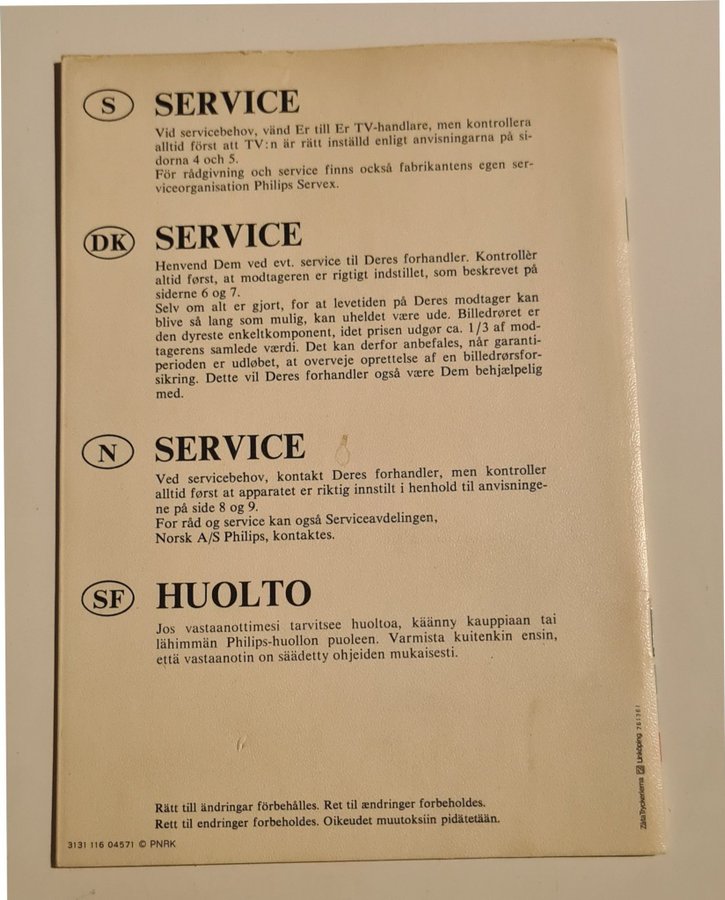 S SERVICE
Vid servicebehov, vänd Er till Er TV-handlare, men kontrollera
alltid först att TV:n är rätt inställd enligt anvisningarna på si-
dorna 4 och 5.
För rådgivning och service finns också fabrikantens egen ser-
viceorganisation Philips Servex.
DK SERVICE
Henvend Dem ved evt. service til Deres forhandler. Kontrollèr
altid først, at modtageren er rigtigt indstillet, som beskrevet på
siderne 6 og 7.
Selv om alt er gjort, for at levetiden på Deres modtager kan
blive så lang som mulig, kan uheldet være ude. Billedrøret er
den dyreste enkeltkomponent, idet prisen udgør ca. 1/3 af mod-
tagerens samlede værdi. Det kan derfor anbefales, når garanti-
perioden er udløbet, at overveje oprettelse af en billedrørsfor-
sikring. Dette vil Deres forhandler også være Dem behjælpelig
med.
N SERVICE
Ved servicebehov, kontakt Deres forhandler, men kontroller
alltid først at apparatet er riktig innstilt i henhold til anvisninge-
ne på side 8 og 9.
For råd og service kan også Serviceavdelingen,
Norsk A/S Philips, kontaktes.
SF HUOLTO
Jos vastaanottimesi tarvitsee huoltoa, käänny kauppiaan tai
lähimmän Philips-huollon puoleen. Varmista kuitenkin ensin,
että vastaanotin on säädetty ohjeiden mukaisesti.
Rätt till ändringar förbehålles. Ret til ændringer forbeholdes.
Rett til endringer forbeholdes. Oikeudet muutoksiin pidätetään.
3131 116 04571 © PNRK
Linköping